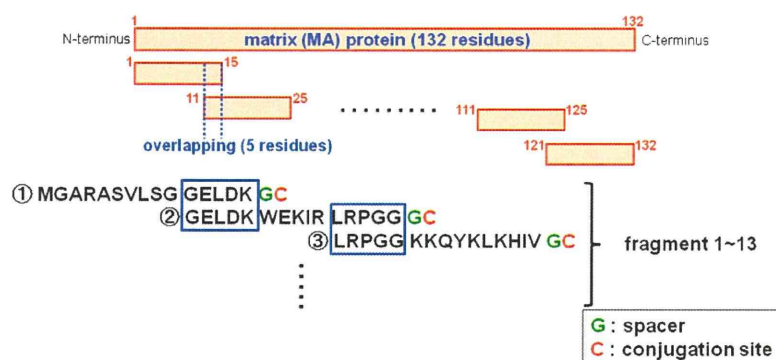 1 132
N-terminus matrix (MA) protein (132 residues) C-terminus
1 15
11 25 ········· 111 125
121 132
overlapping (5 residues)
① MGARASVLSG GELDK GC
② GELDK WEKIR LRPGG GC
③ LRPGG KKQYKLKHIV GC
fragment 1~13
G : spacer
C : conjugation site